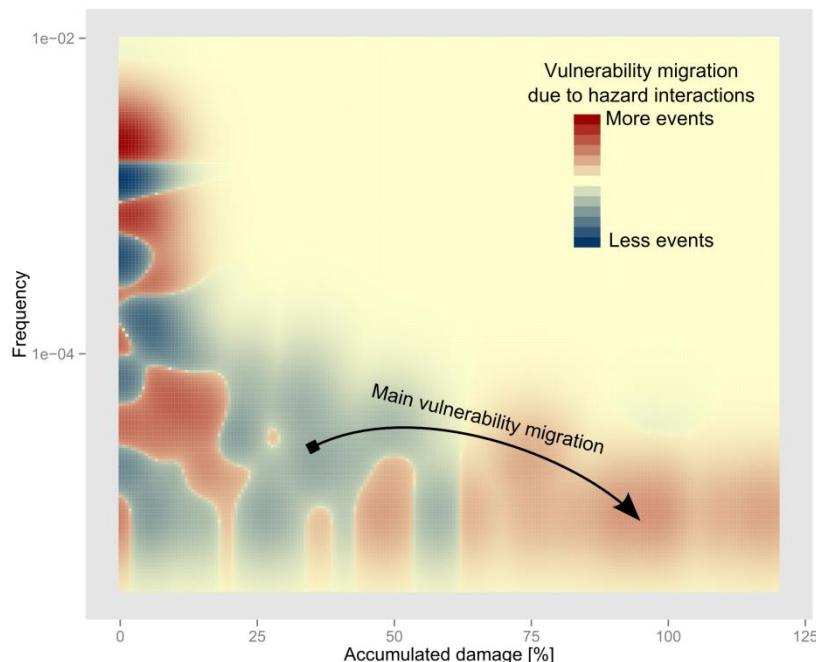 1e-02
Vulnerability migration
due to hazard interactions
More events
Less events
Frequency
1e-04
Main vulnerability migration
0
25
50
75
100
125
Accumulated damage [%]